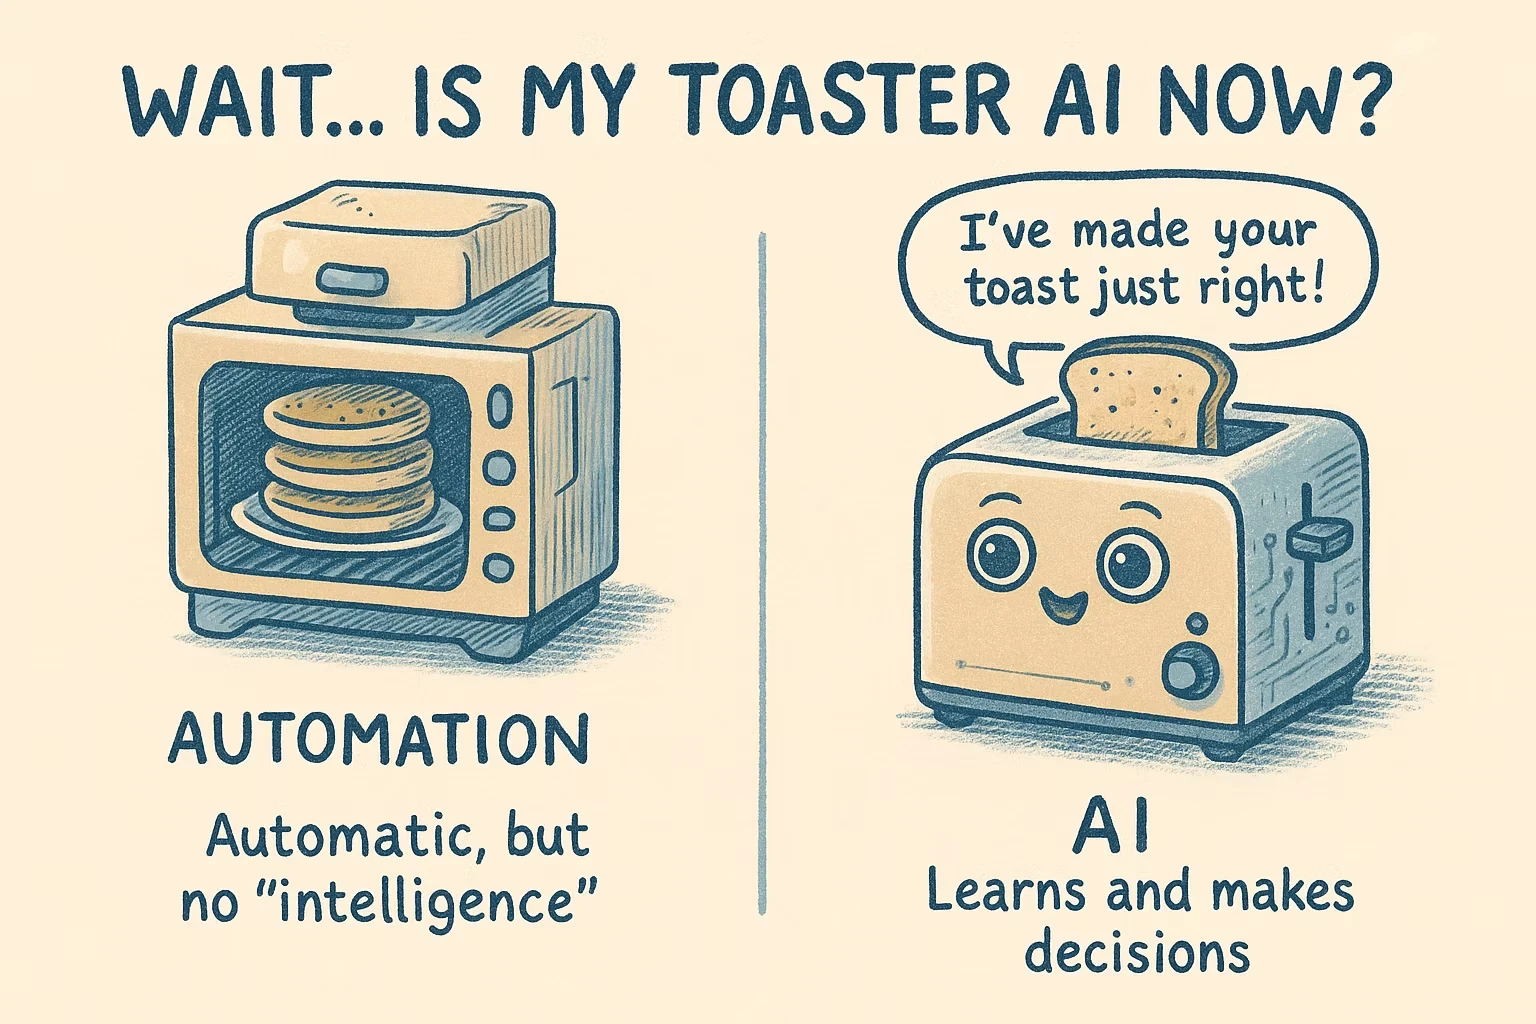 WAIT... IS MY TOASTER AI NOW?
I've made your
toast just right!
AUTOMATION
Automatic, but
no "intelligence"
AI
Learns and makes
decisions